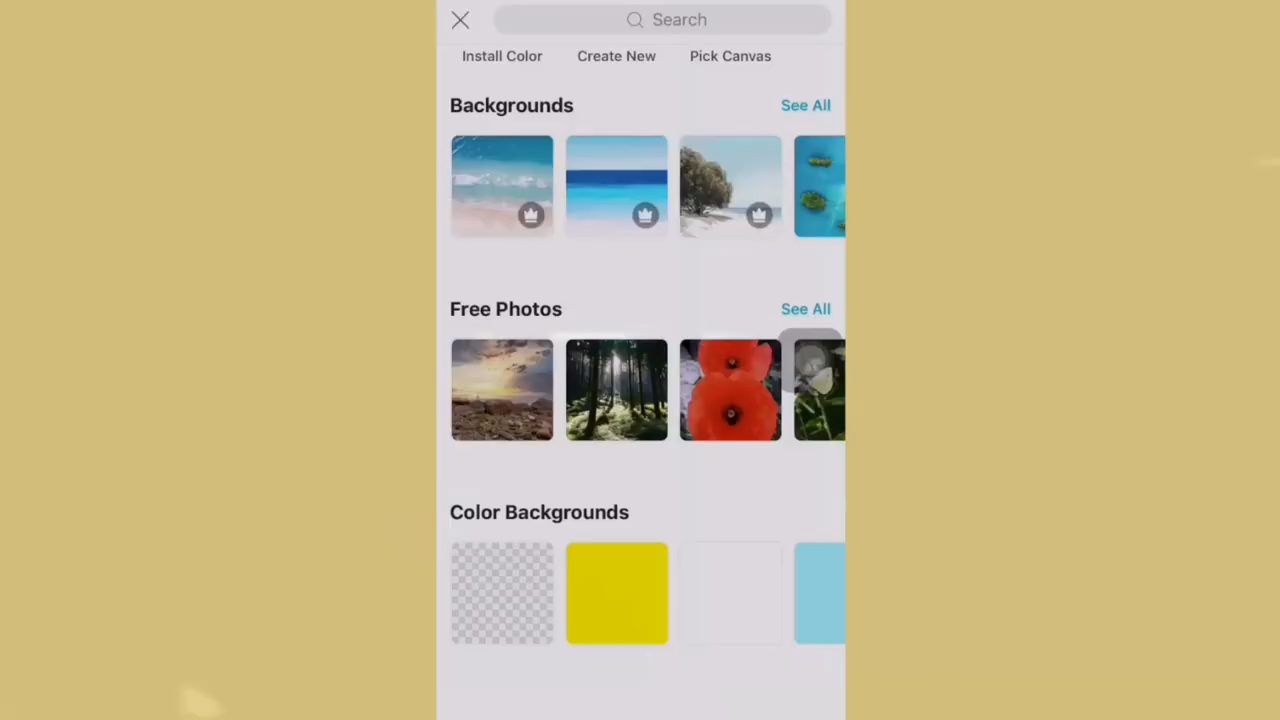 Search
Install Color Create New Pick Canvas
Backgrounds See All
Free Photos See All
Color Backgrounds